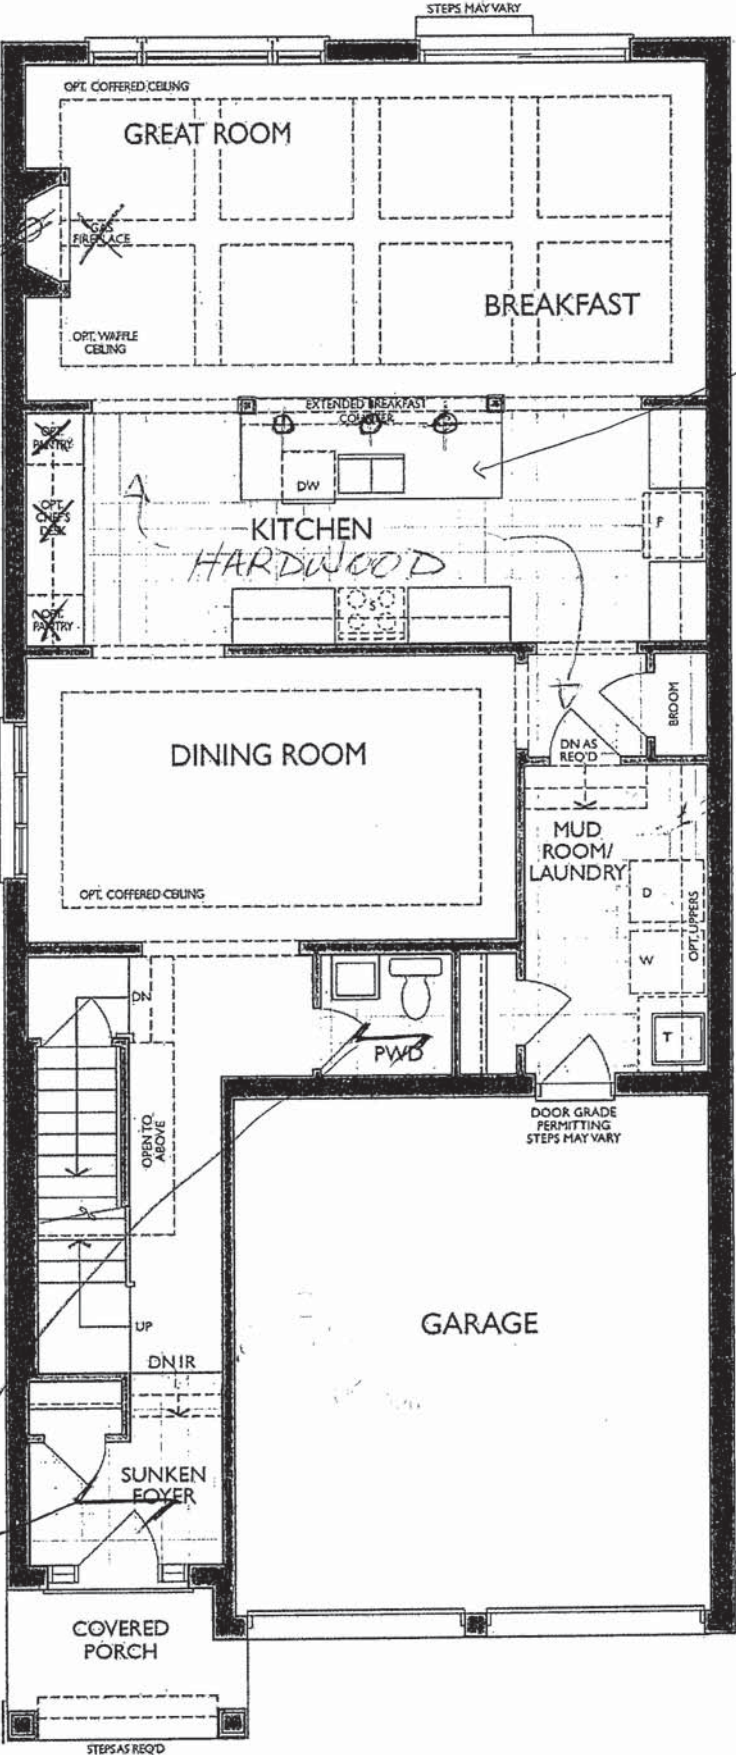 STEPS MAY VARY
OPT. COFFERED CEILING
GREAT ROOM
GAS
FIREPLACE
BREAKFAST
OPT. WAFFLE
CEILING
EXTENDED BREAKFAST
COUNTER
OPT.
PANTRY
DW
OPT.
CHEF'S
DESK
F
KITCHEN
HARDWOOD
S
OPT.
PANTRY
BROOM
DINING ROOM
DN AS
REQ'D
MUD
ROOM/
LAUNDRY
D
OPT. UPPERS
OPT. COFFERED CEILING
W
DN
T
PWD
DOOR GRADE
PERMITTING
STEPS MAY VARY
OPEN TO
ABOVE
GARAGE
UP
DN 1R
SUNKEN
FOYER
COVERED
PORCH
STEPS AS REQ'D